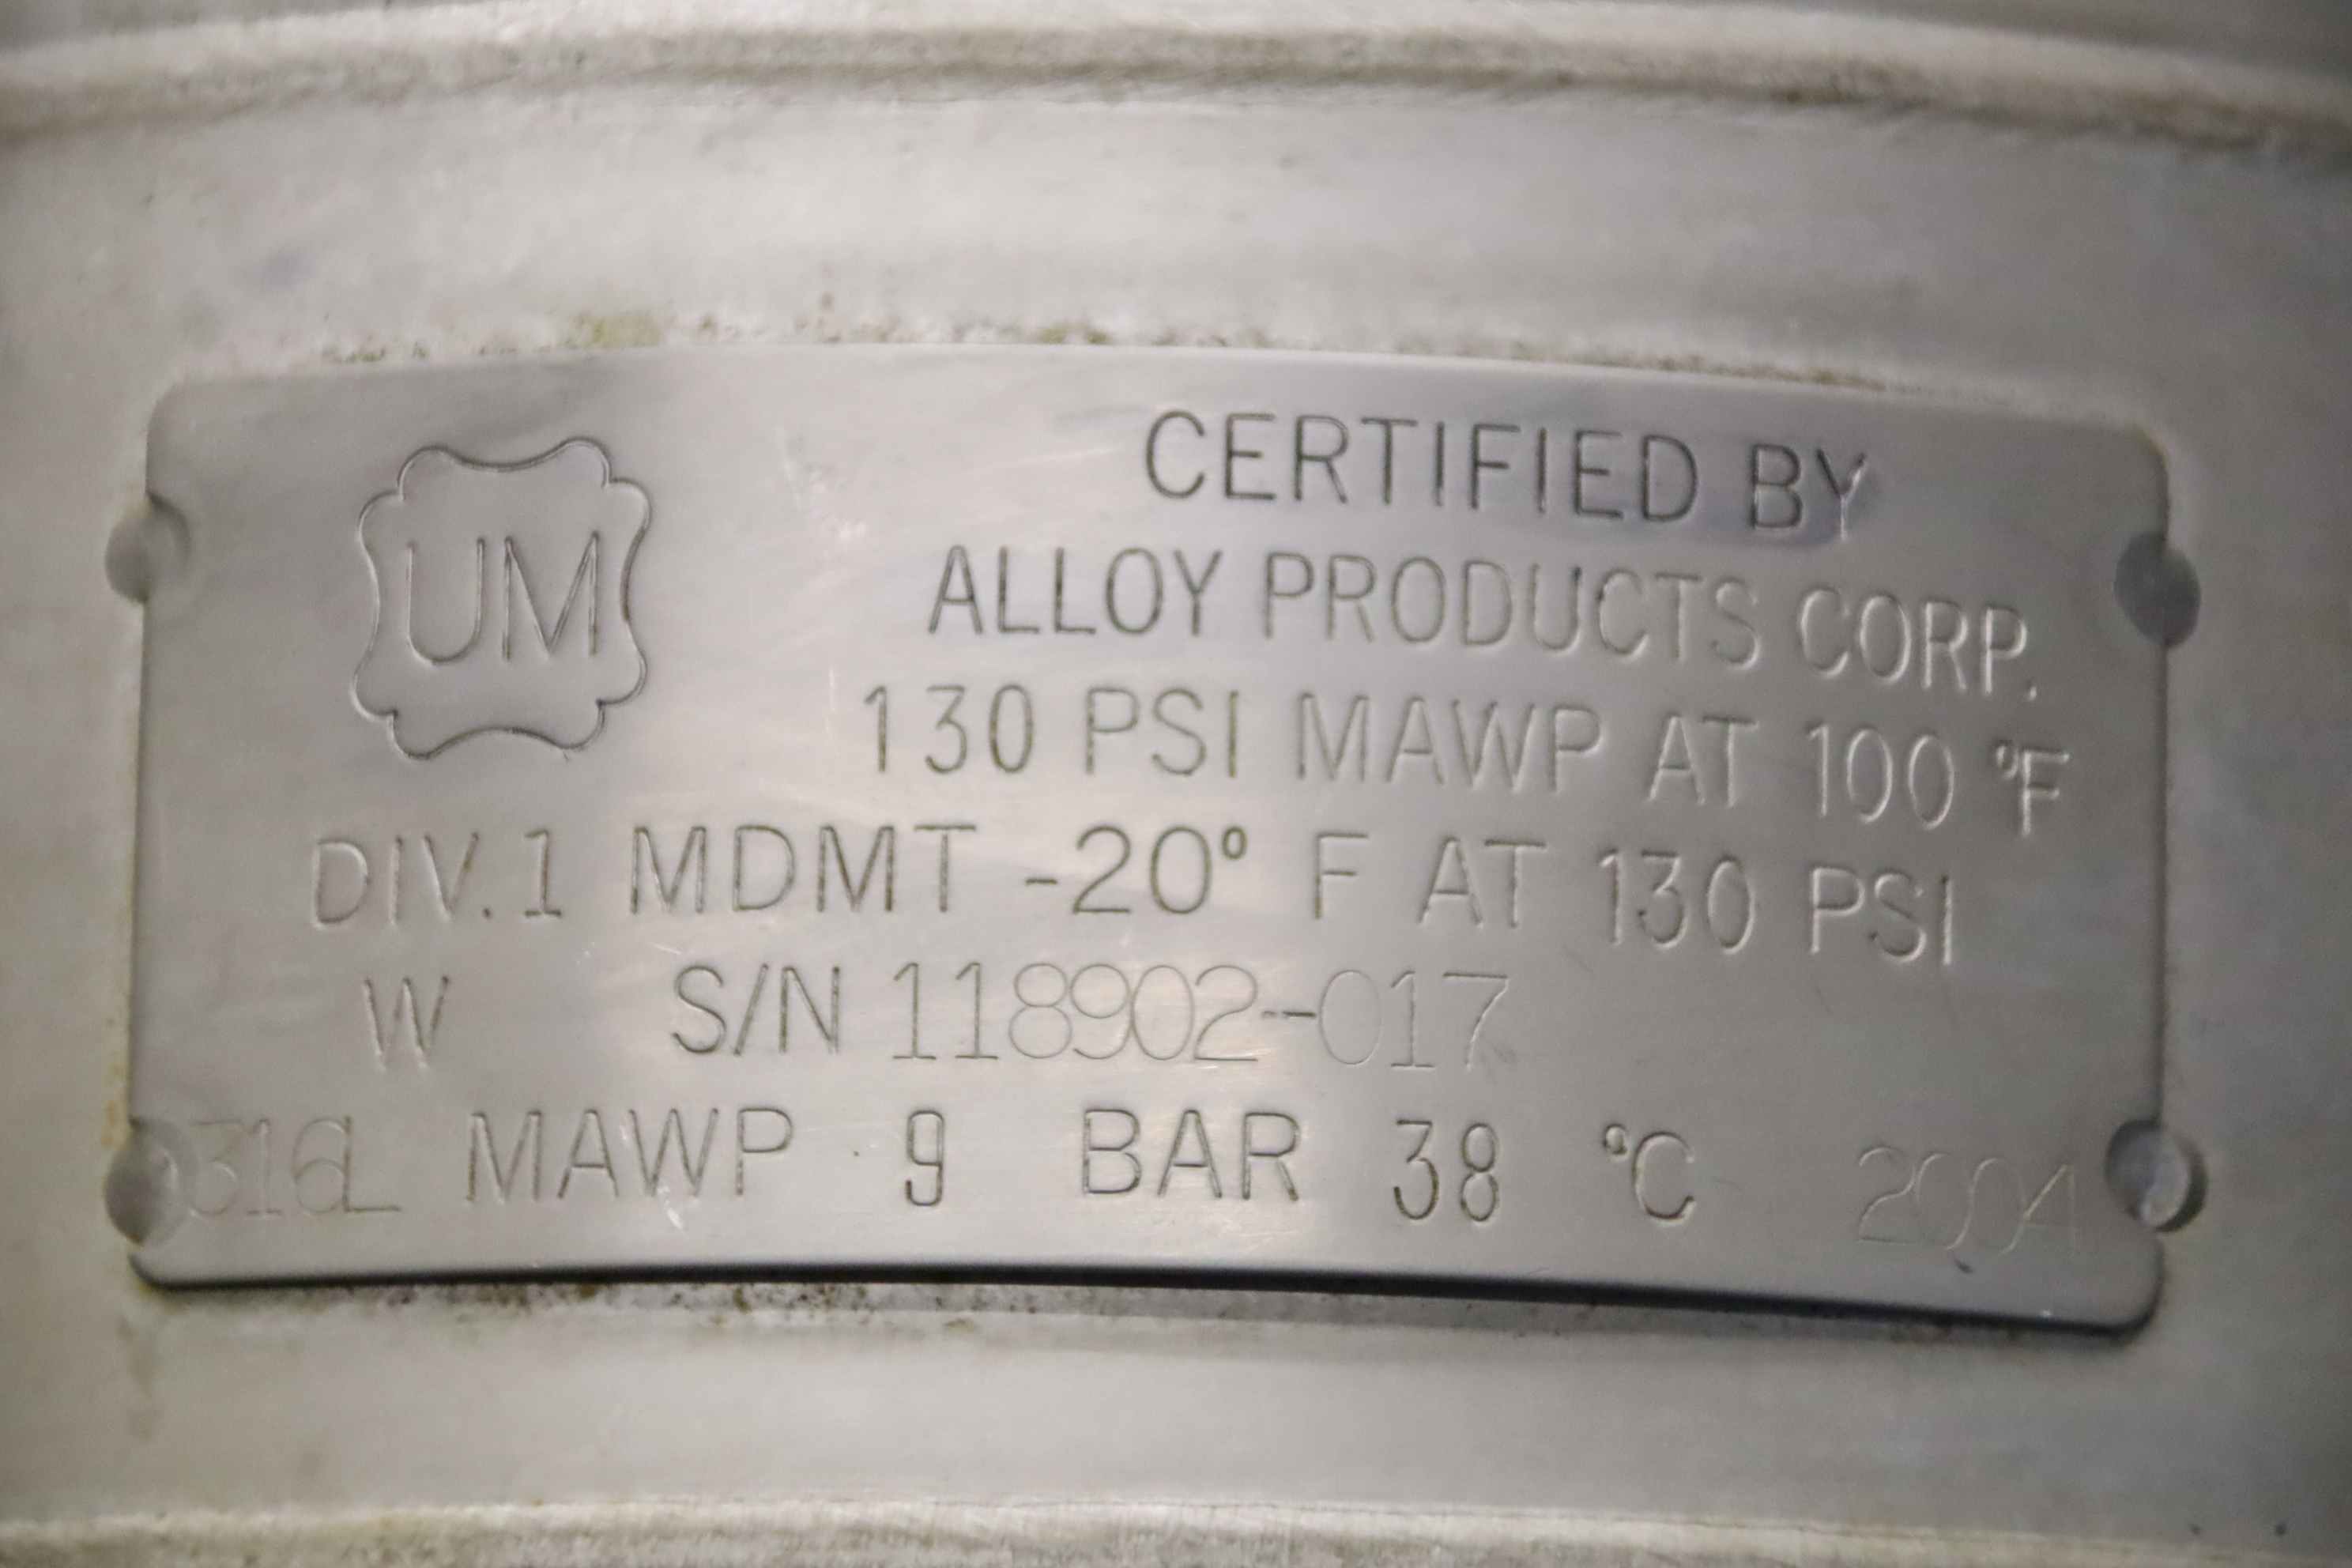 UM
CERTIFIED BY
ALLOY PRODUCTS CORP.
130 PSI MAWP AT 100 °F
DIV.1 MDMT -20° F AT 130 PSI
W S/N 118902-017
316L MAWP 9 BAR 38 °C 2004